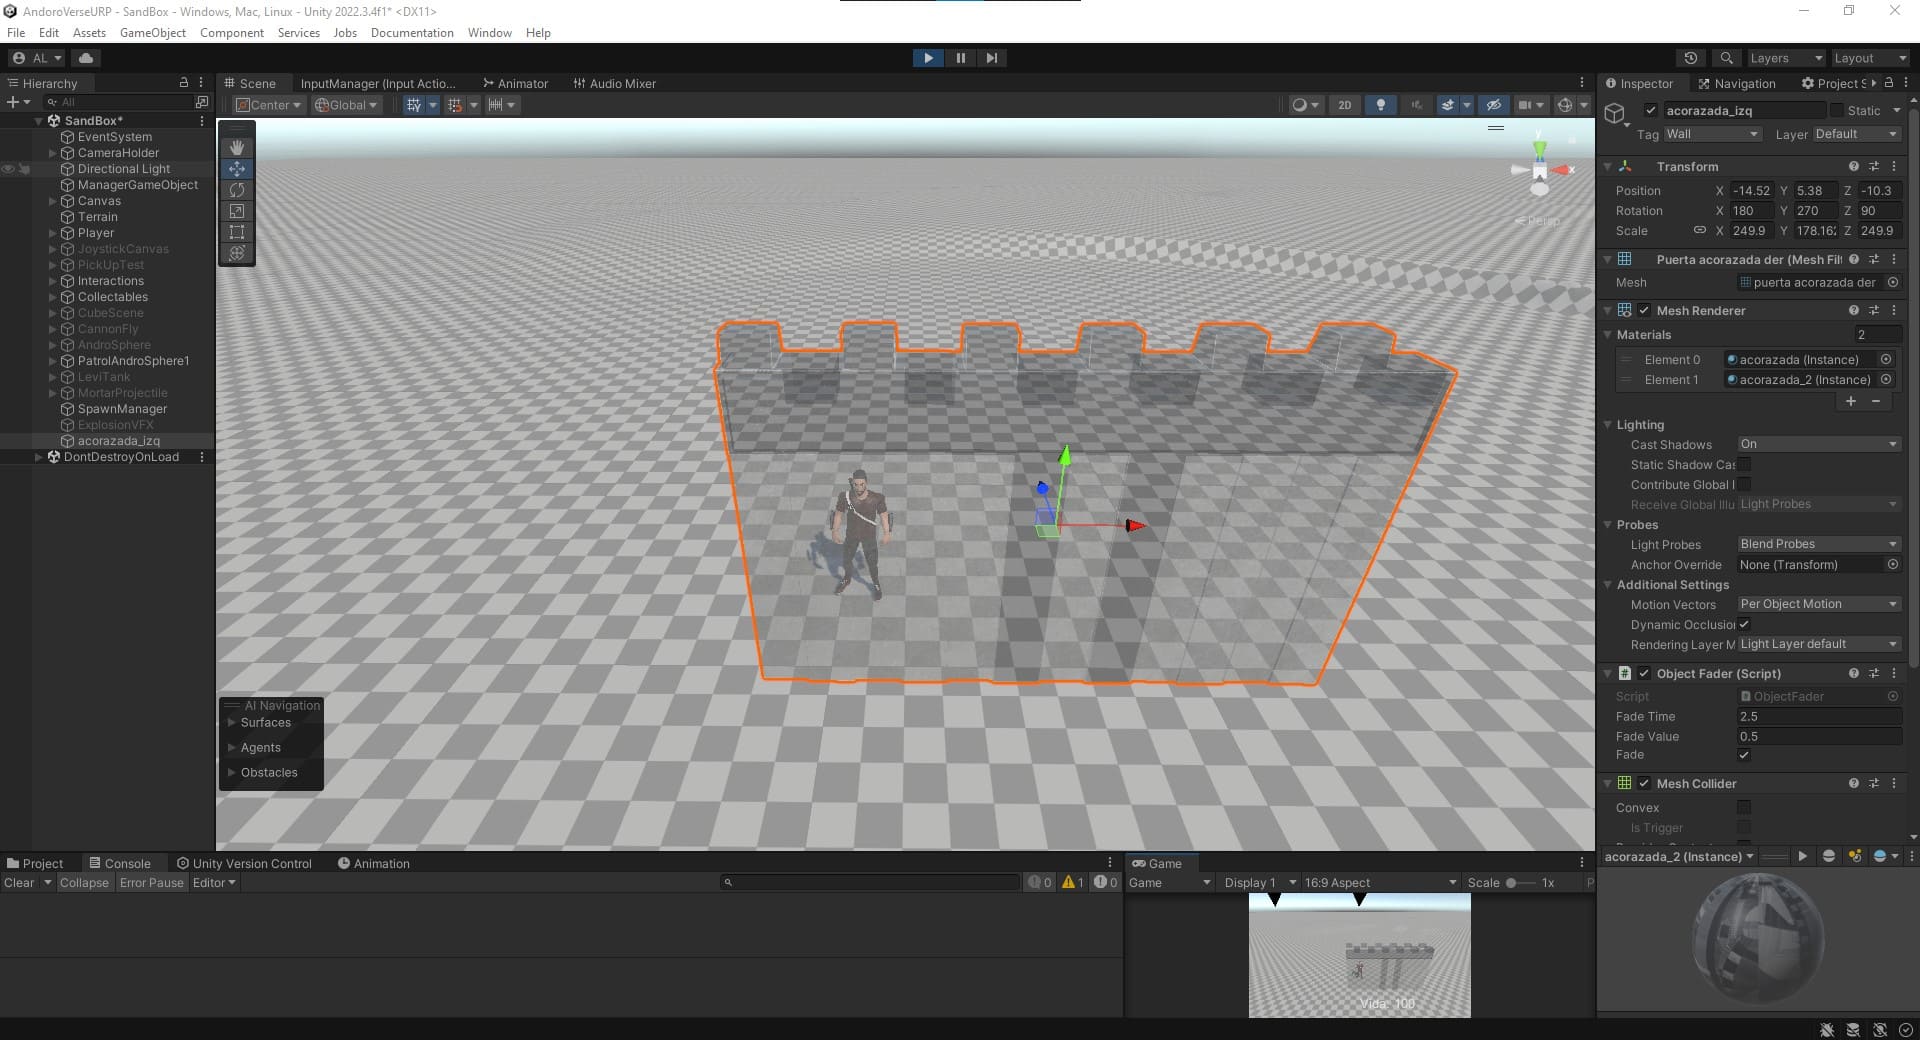 AndoroVerseURP - SandBox - Windows, Mac, Linux - Unity 2022.3.4f1* <DX11>
File Edit Assets GameObject Component Services Jobs Documentation Window Help
AL Layers Layout
Hierarchy
All
SandBox*
EventSystem
CameraHolder
Directional Light
ManagerGameObject
Canvas
Terrain
Player
JoystickCanvas
PickUpTest
Interactions
Collectables
CubeScene
CannonFly
AndroSphere
PatrolAndroSphere1
LeviTank
MortarProjectile
SpawnManager
ExplosionVFX
acorazada_izq
DontDestroyOnLoad
Scene InputManager (Input Actio... Animator Audio Mixer
Center Global 2D
y
x
Persp
AI Navigation
Surfaces
Agents
Obstacles
Inspector Navigation Project S
acorazada_izq Static
Tag Wall Layer Default
Transform
Position X -14.52 Y 5.38 Z -10.3
Rotation X 180 Y 270 Z 90
Scale X 249.9 Y 178.162 Z 249.9
Puerta acorazada der (Mesh Filt
Mesh puerta acorazada der
Mesh Renderer
Materials 2
Element 0 acorazada (Instance)
Element 1 acorazada_2 (Instance)
Lighting
Cast Shadows On
Static Shadow Cas
Contribute Global I
Receive Global Illu Light Probes
Probes
Light Probes Blend Probes
Anchor Override None (Transform)
Additional Settings
Motion Vectors Per Object Motion
Dynamic Occlusion
Rendering Layer M Light Layer default
Object Fader (Script)
Script ObjectFader
Fade Time 2.5
Fade Value 0.5
Fade
Mesh Collider
Convex
Is Trigger
acorazada_2 (Instance)
Project Console Unity Version Control Animation
Clear Collapse Error Pause Editor 0 1 0
Game
Game Display 1 16:9 Aspect Scale 1x P
Vida: 100